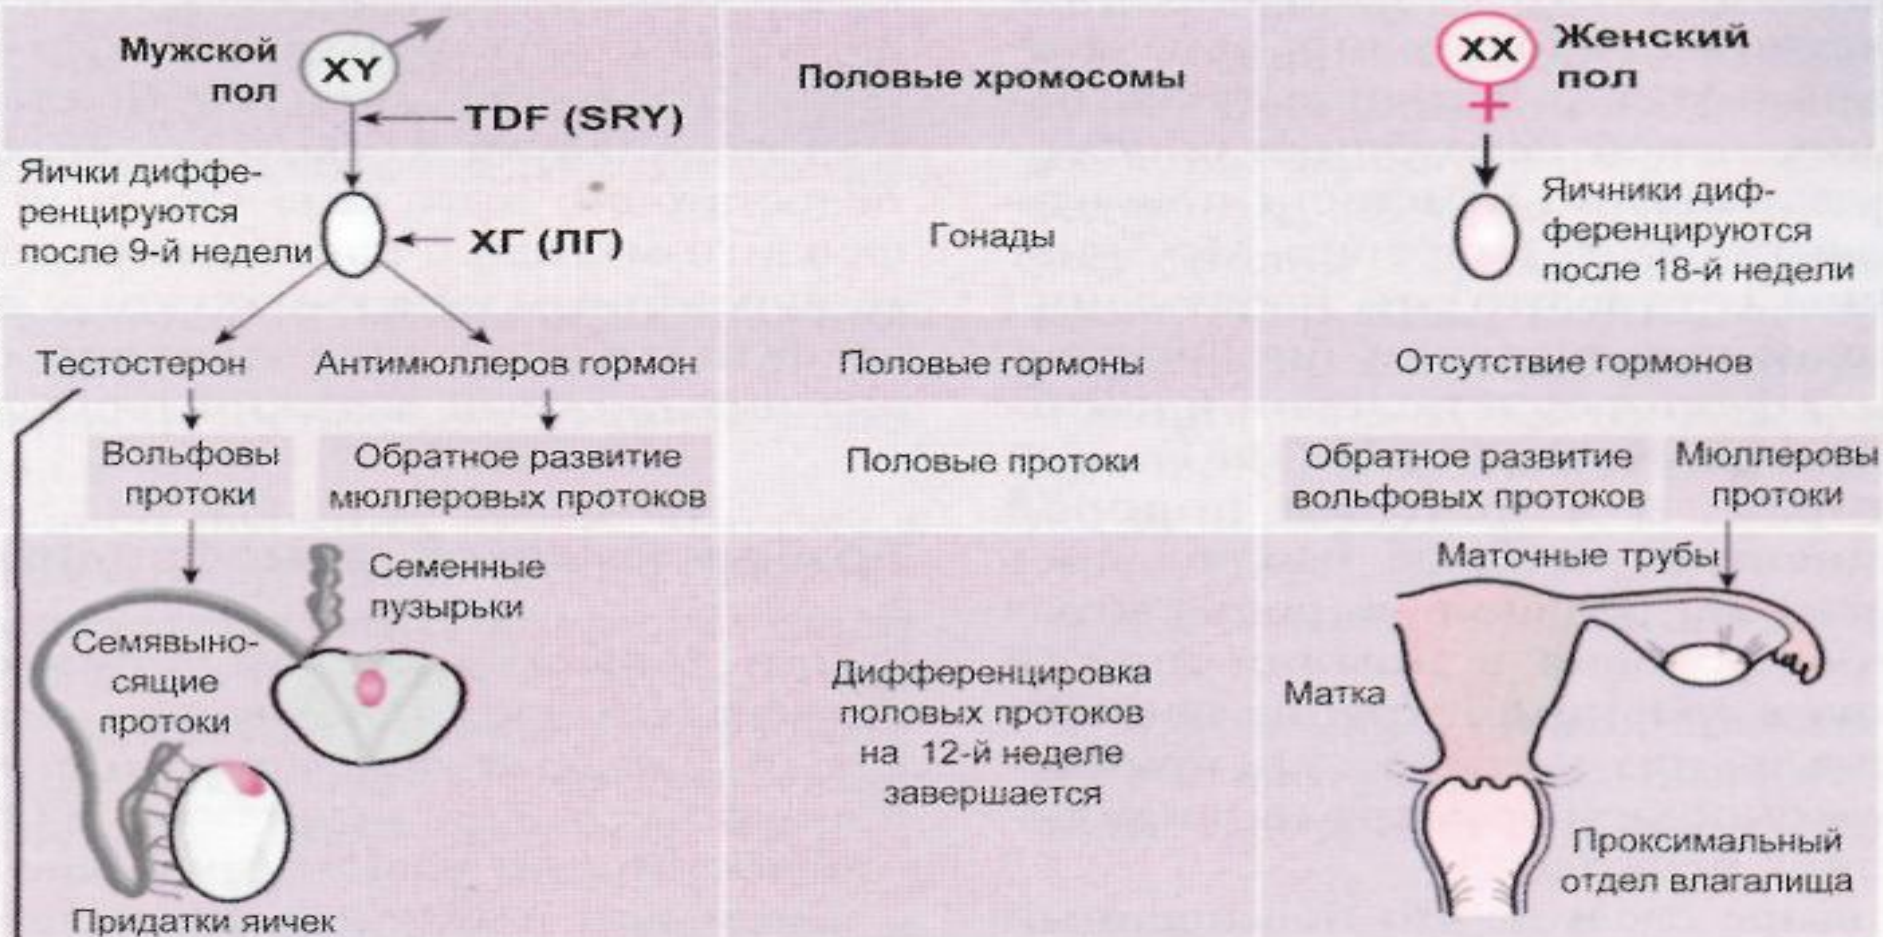 Мужской
пол
XY
TDF (SRY)
Половые хромосомы
XX
Женский
пол
Яички диффе-
ренцируются
после 9-й недели
ХГ (ЛГ)
Гонады
Яичники диф-
ференцируются
после 18-й недели
Тестостерон
Антимюллеров гормон
Половые гормоны
Отсутствие гормонов
Вольфовы
протоки
Обратное развитие
мюллеровых протоков
Половые протоки
Обратное развитие
вольфовых протоков
Мюллеровы
протоки
Семенные
пузырьки
Семявыно-
сящие
протоки
Придатки яичек
Дифференцировка
половых протоков
на 12-й неделе
завершается
Маточные трубы
Матка
Проксимальный
отдел влагалища